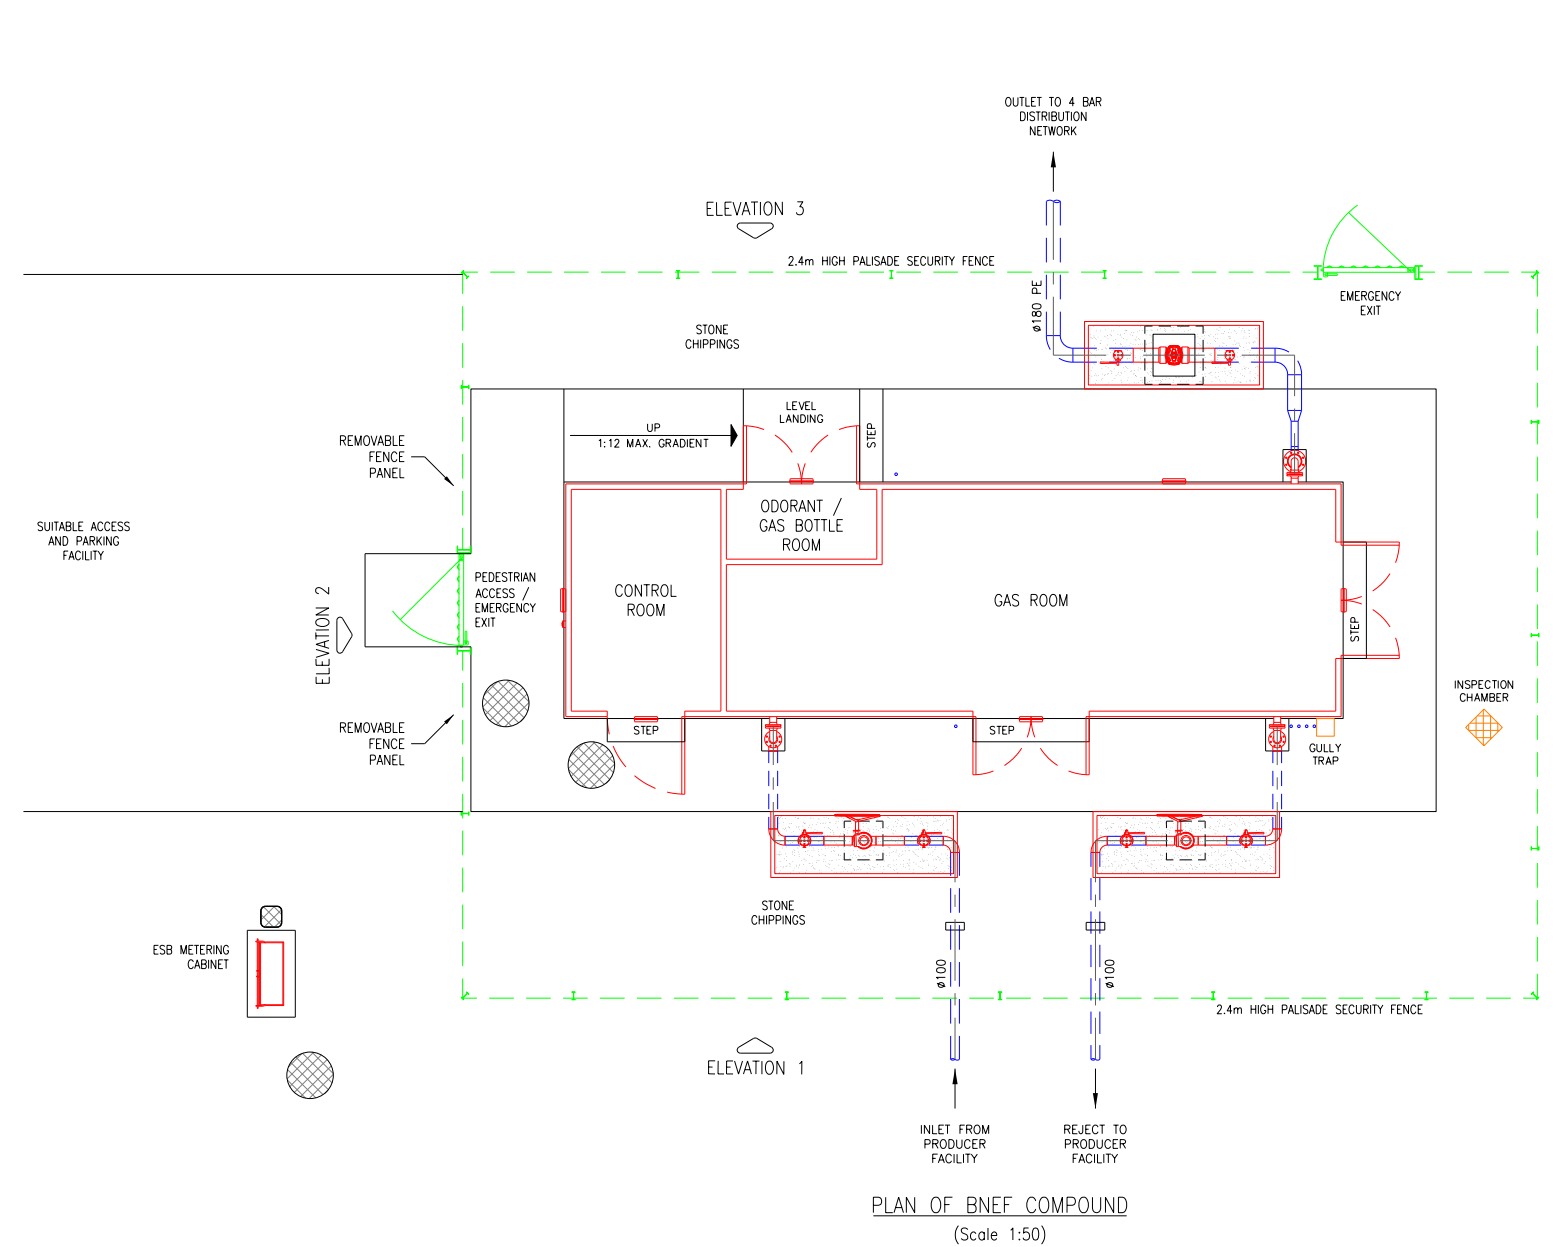 OUTLET TO 4 BAR
DISTRIBUTION
NETWORK
ELEVATION 3
2.4m HIGH PALISADE SECURITY FENCE
ø180 PE
EMERGENCY
EXIT
STONE
CHIPPINGS
LEVEL
LANDING
UP
1:12 MAX. GRADIENT
STEP
REMOVABLE
FENCE
PANEL
ODORANT /
GAS BOTTLE
ROOM
SUITABLE ACCESS
AND PARKING
FACILITY
ELEVATION 2
PEDESTRIAN
ACCESS /
EMERGENCY
EXIT
CONTROL
ROOM
GAS ROOM
STEP
INSPECTION
CHAMBER
REMOVABLE
FENCE
PANEL
STEP
STEP
GULLY
TRAP
STONE
CHIPPINGS
ESB METERING
CABINET
ø100
ø100
2.4m HIGH PALISADE SECURITY FENCE
ELEVATION 1
INLET FROM
PRODUCER
FACILITY
REJECT TO
PRODUCER
FACILITY
PLAN OF BNEF COMPOUND
(Scale 1:50)